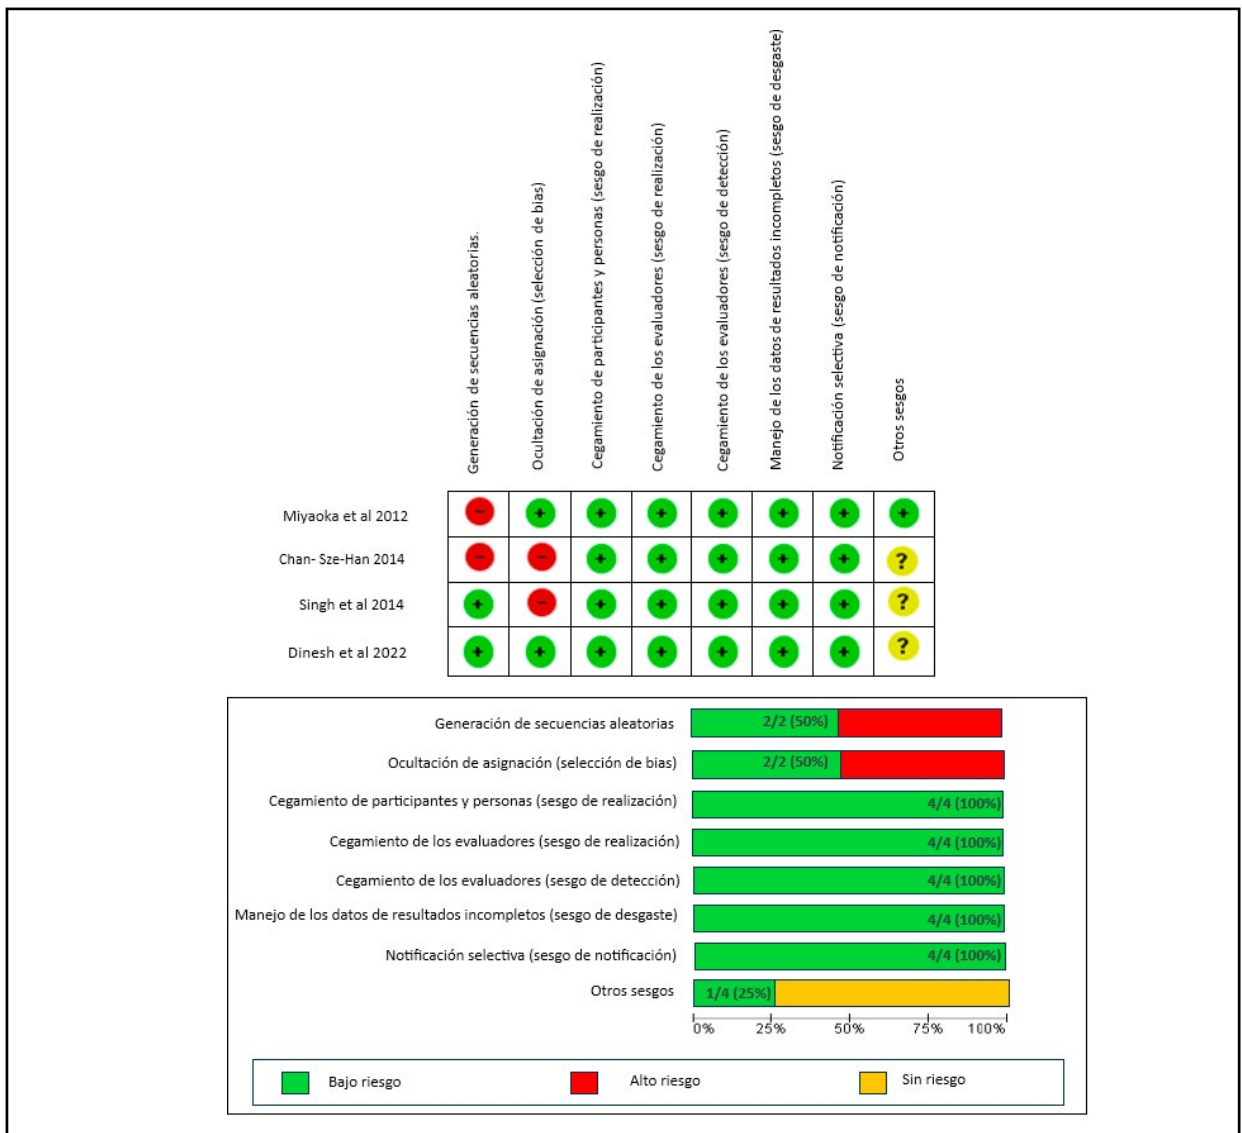 Generación de secuencias aleatorias.
Ocultación de asignación (selección de bias)
Cegamiento de participantes y personas (sesgo de realización)
Cegamiento de los evaluadores (sesgo de realización)
Cegamiento de los evaluadores (sesgo de detección)
Manejo de los datos de resultados incompletos (sesgo de desgaste)
Notificación selectiva (sesgo de notificación)
Otros sesgos
Miyaoka et al 2012 - + + + + + + +
Chan- Sze-Han 2014 - - + + + + + ?
Singh et al 2014 + - + + + + + ?
Dinesh et al 2022 + + + + + + + ?
Generación de secuencias aleatorias 2/2 (50%)
Ocultación de asignación (selección de bias) 2/2 (50%)
Cegamiento de participantes y personas (sesgo de realización) 4/4 (100%)
Cegamiento de los evaluadores (sesgo de realización) 4/4 (100%)
Cegamiento de los evaluadores (sesgo de detección) 4/4 (100%)
Manejo de los datos de resultados incompletos (sesgo de desgaste) 4/4 (100%)
Notificación selectiva (sesgo de notificación) 4/4 (100%)
Otros sesgos 1/4 (25%)
0% 25% 50% 75% 100%
Bajo riesgo Alto riesgo Sin riesgo